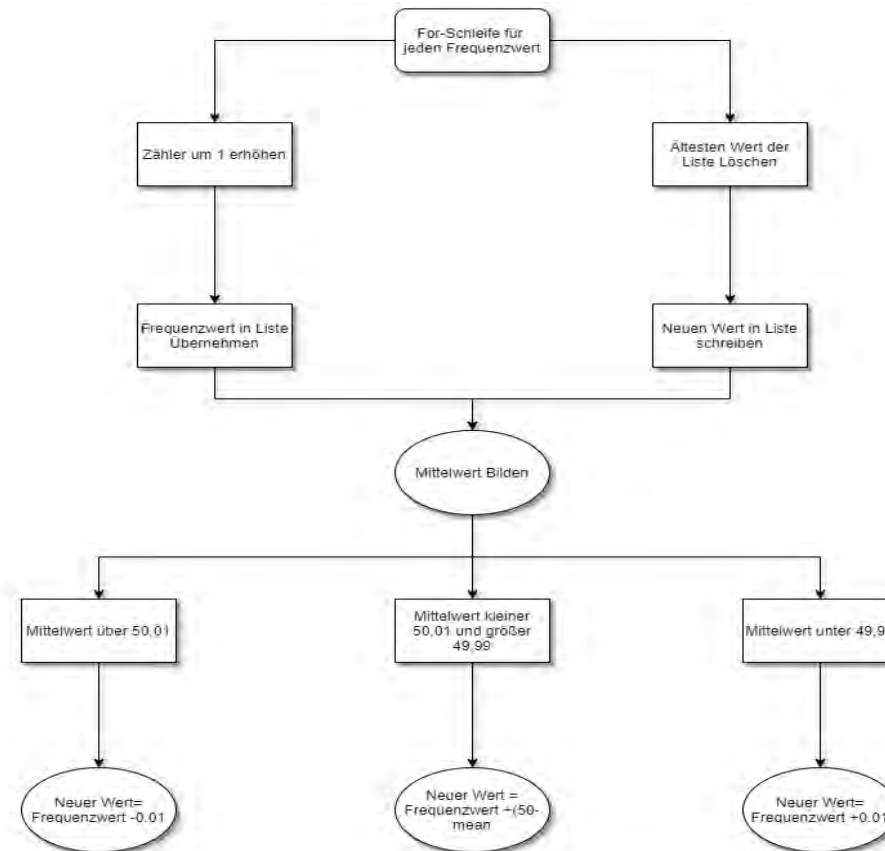 For-Schleife für
jeden Frequenzwert
Zähler um 1 erhöhen
Ältesten Wert der
Liste Löschen
Frequenzwert in Liste
Übernehmen
Neuen Wert in Liste
schreiben
Mittelwert Bilden
Mittelwert über 50,01
Mittelwert kleiner
50,01 und größer
49,99
Mittelwert unter 49,9
Neuer Wert=
Frequenzwert -0.01
Neuer Wert =
Frequenzwert +(50-
mean
Neuer Wert=
Frequenzwert +0.01